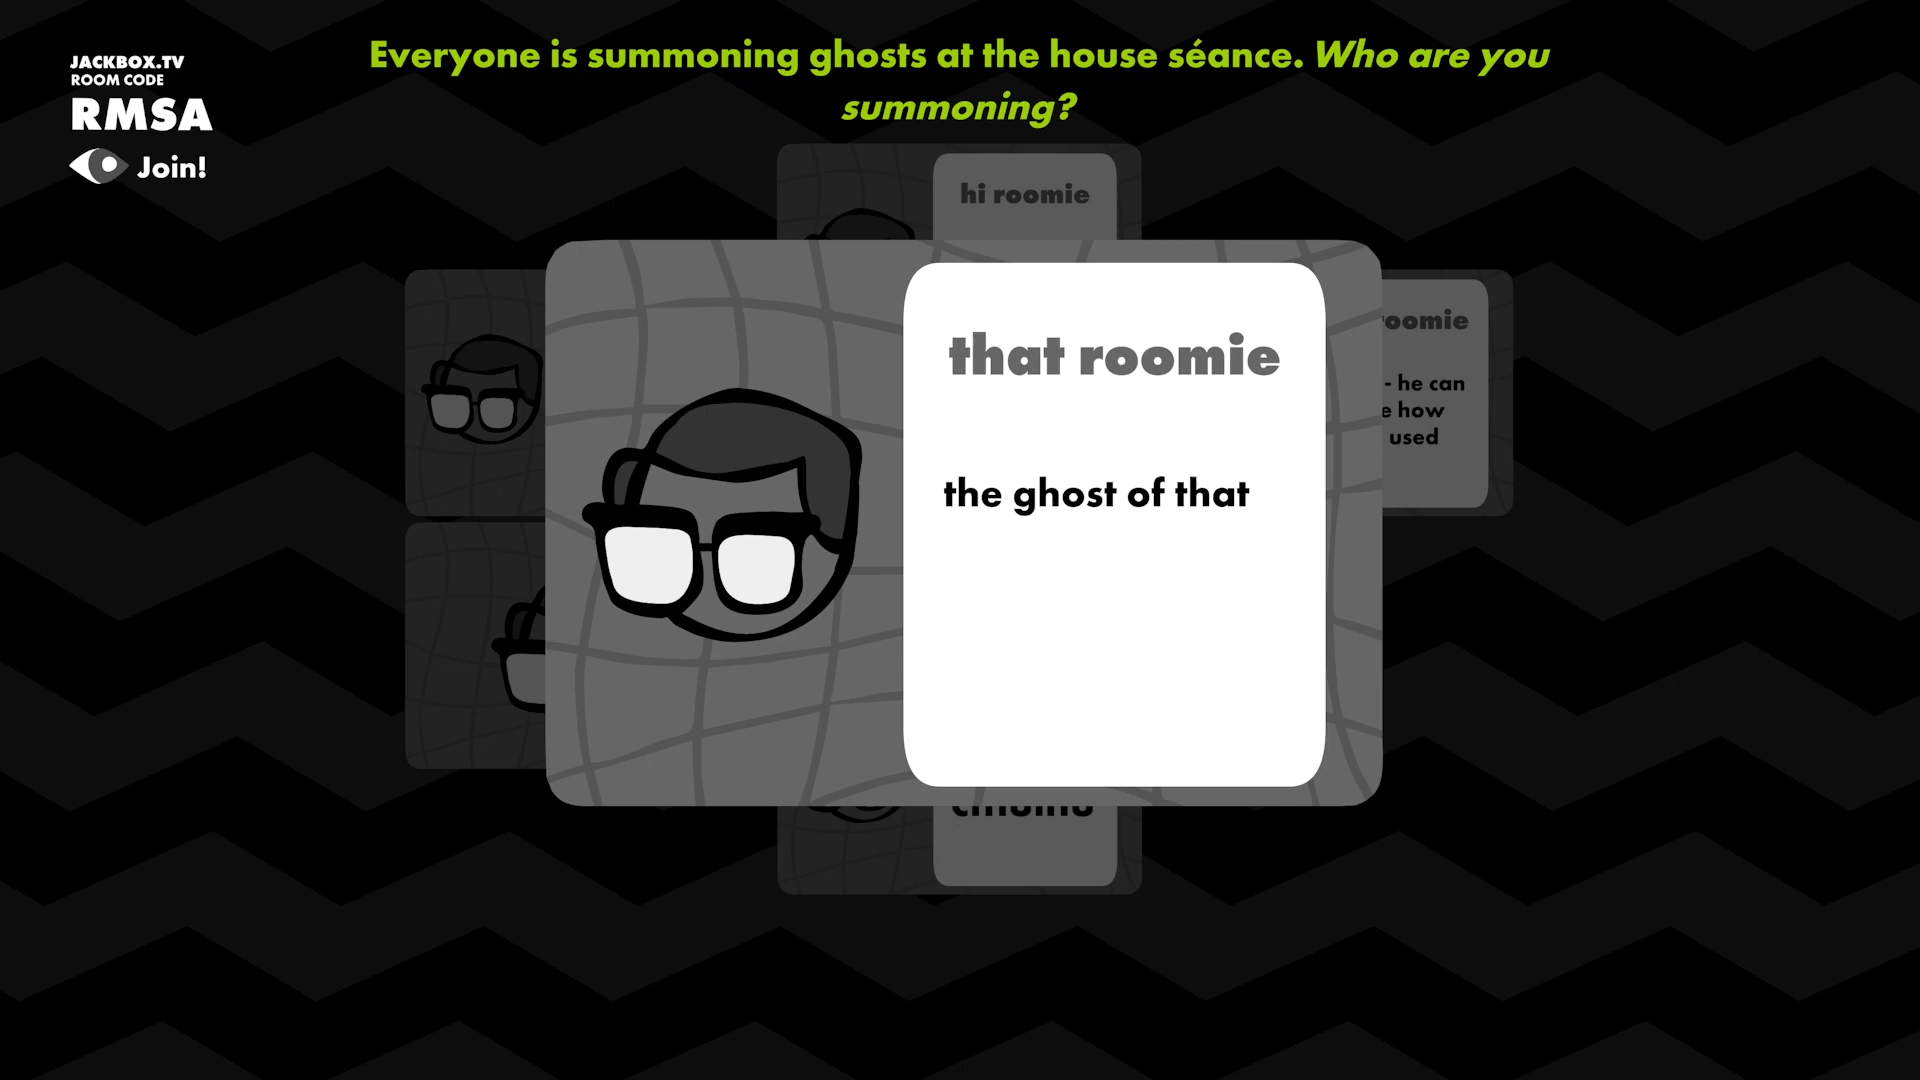 JACKBOX.TV
ROOM CODE
RMSA
Join!
Everyone is summoning ghosts at the house séance. Who are you
summoning?
hi roomie
that roomie
the ghost of that
roomie
- he can
how
used